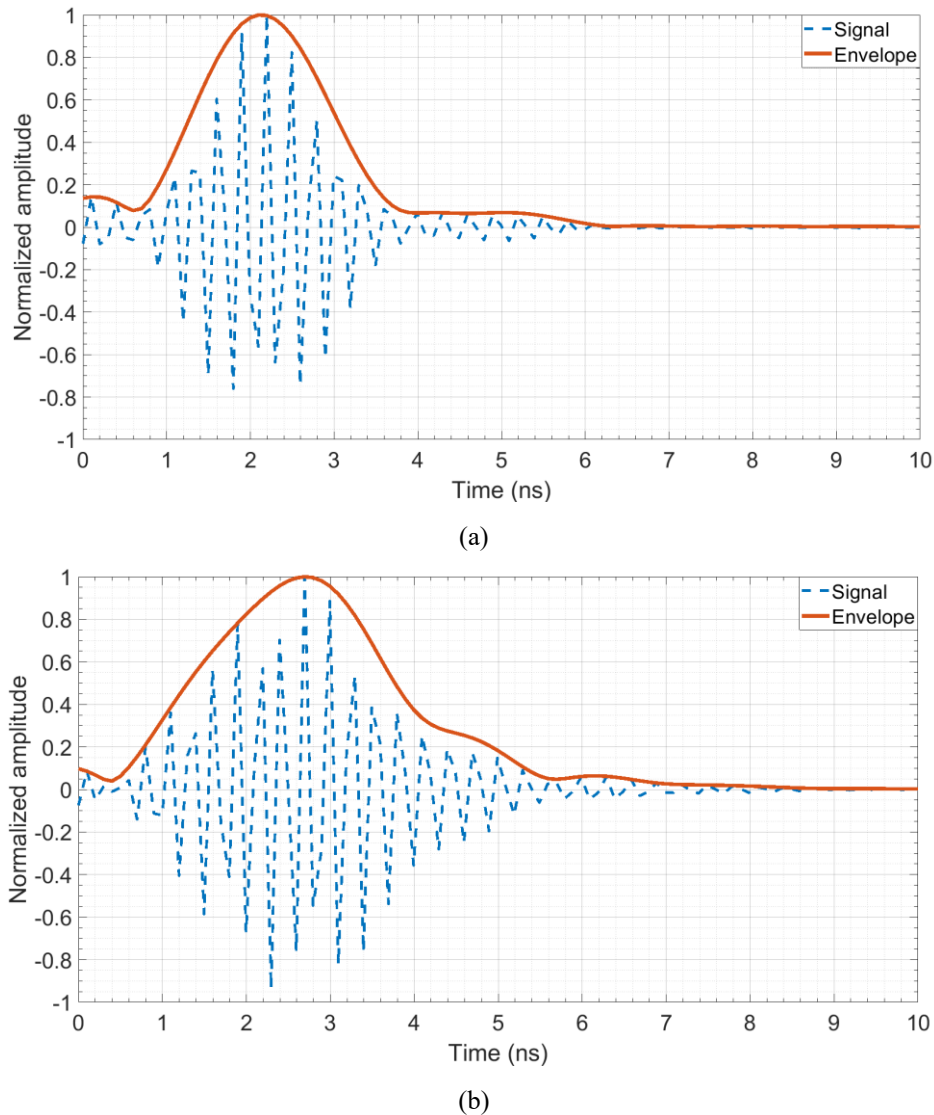 1
0.8
0.6
0.4
0.2
0
-0.2
-0.4
-0.6
-0.8
-1
Normalized amplitude
Signal
Envelope
0 1 2 3 4 5 6 7 8 9 10
Time (ns)
(a)
1
0.8
0.6
0.4
0.2
0
-0.2
-0.4
-0.6
-0.8
-1
Normalized amplitude
Signal
Envelope
0 1 2 3 4 5 6 7 8 9 10
Time (ns)
(b)